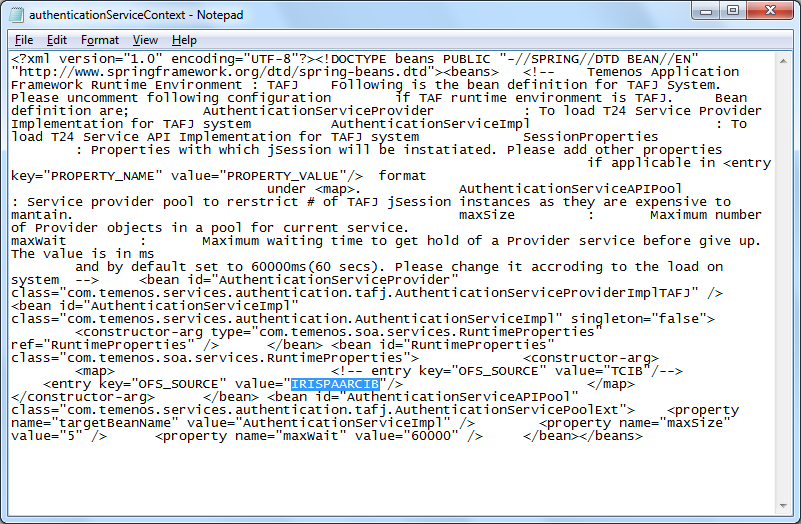 authenticationServiceContext - Notepad
File Edit Format View Help
<?xml version="1.0" encoding="UTF-8"?><!DOCTYPE beans PUBLIC "-//SPRING//DTD BEAN//EN"
"http://www.springframework.org/dtd/spring-beans.dtd"><beans> <!-- Temenos Application
Framework Runtime Environment : TAFJ Following is the bean definition for TAFJ System.
Please uncomment following configuration if TAF runtime environment is TAFJ. Bean
definition are; AuthenticationServiceProvider : To load T24 Service Provider
Implementation for TAFJ system AuthenticationServiceImpl : To
load T24 Service API Implementation for TAFJ system SessionProperties
: Properties with which jSession will be instatiated. Please add other properties
if applicable in <entry
key="PROPERTY_NAME" value="PROPERTY_VALUE"/> format
under <map>. AuthenticationServiceAPIPool
: Service provider pool to rerstrict # of TAFJ jSession instances as they are expensive to
mantain. maxSize : Maximum number
of Provider objects in a pool for current service.
maxWait : Maximum waiting time to get hold of a Provider service before give up.
The value is in ms
and by default set to 60000ms(60 secs). Please change it accroding to the load on
system --> <bean id="AuthenticationServiceProvider"
class="com.temenos.services.authentication.tafj.AuthenticationServiceProviderImplTAFJ" />
<bean id="AuthenticationServiceImpl"
class="com.temenos.services.authentication.AuthenticationServiceImpl" singleton="false">
<constructor-arg type="com.temenos.soa.services.RuntimeProperties"
ref="RuntimeProperties" /> </bean> <bean id="RuntimeProperties"
class="com.temenos.soa.services.RuntimeProperties"> <constructor-arg>
<map> <!-- entry key="OFS_SOURCE" value="TCIB"/-->
<entry key="OFS_SOURCE" value="IRISPAARCIB"/> </map>
</constructor-arg> </bean> <bean id="AuthenticationServiceAPIPool"
class="com.temenos.services.authentication.tafj.AuthenticationServicePoolExt"> <property
name="targetBeanName" value="AuthenticationServiceImpl" /> <property name="maxSize"
value="5" /> <property name="maxWait" value="60000" /> </bean></beans>